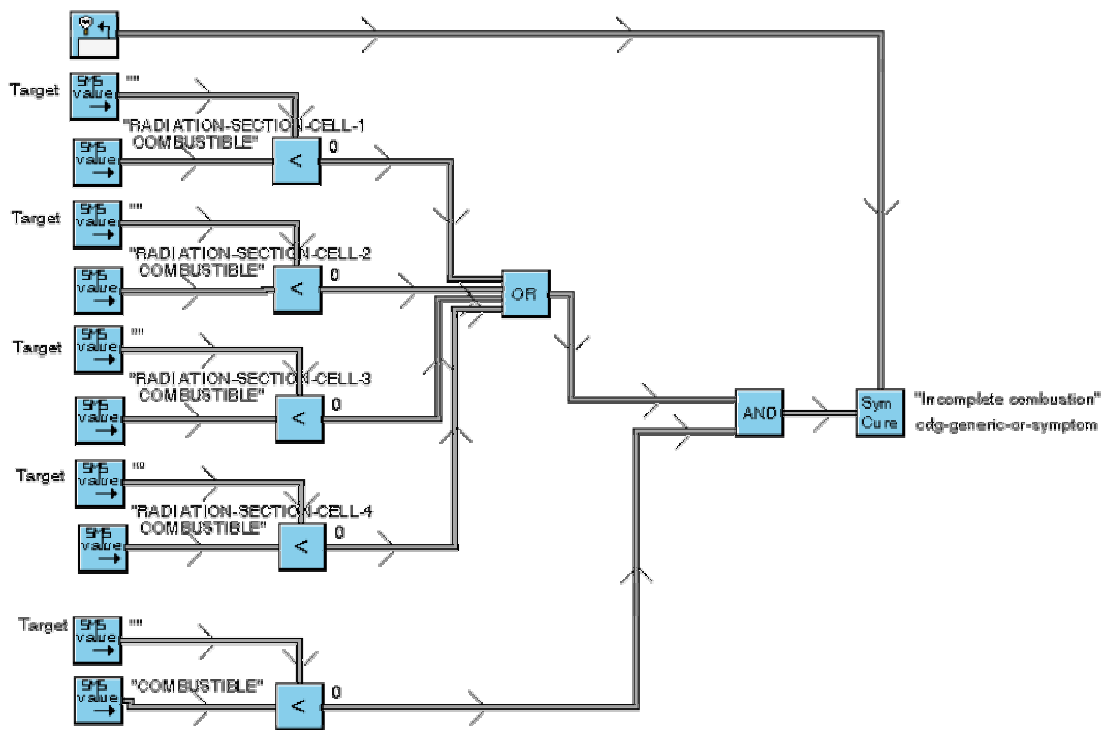 Target
SMS value
""
"RADIATION-SECTION-CELL-1
COMBUSTIBLE"
SMS value
<
0
Target
SMS value
""
"RADIATION-SECTION-CELL-2
COMBUSTIBLE"
SMS value
<
0
OR
Target
SMS value
""
"RADIATION-SECTION-CELL-3
COMBUSTIBLE"
SMS value
<
0
AND
Sym
Cure
"Incomplete combustion"
cdg-generic-or-symptom
Target
SMS value
""
"RADIATION-SECTION-CELL-4
COMBUSTIBLE"
SMS value
<
0
Target
SMS value
""
"COMBUSTIBLE"
SMS value
<
0